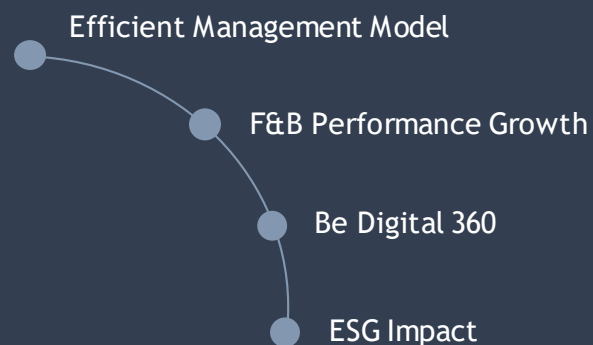 Efficient Management Model
F&B Performance Growth
Be Digital 360
ESG Impact